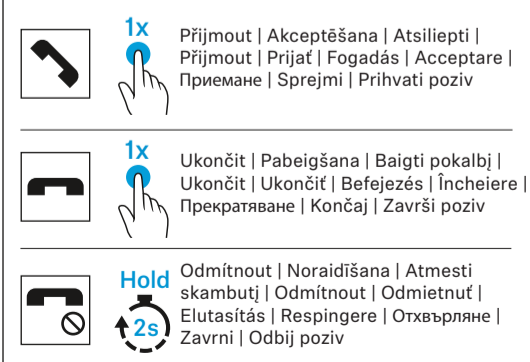 1x
Přijmout | Akceptēšana | Atsiliepti |
Přijmout | Prijať | Fogadás | Acceptare |
Приемане | Sprejmi | Prihvati poziv
1x
Ukončit | Pabeigšana | Baigti pokalbį |
Ukončit | Ukončiť | Befejezés | Încheiere |
Прекратяване | Končaj | Završi poziv
Hold
2s
Odmítnout | Noraidīšana | Atmesti
skambutį | Odmítnout | Odmietnuť |
Elutasítás | Respingere | Отхвърляне |
Zavrni | Odbij poziv